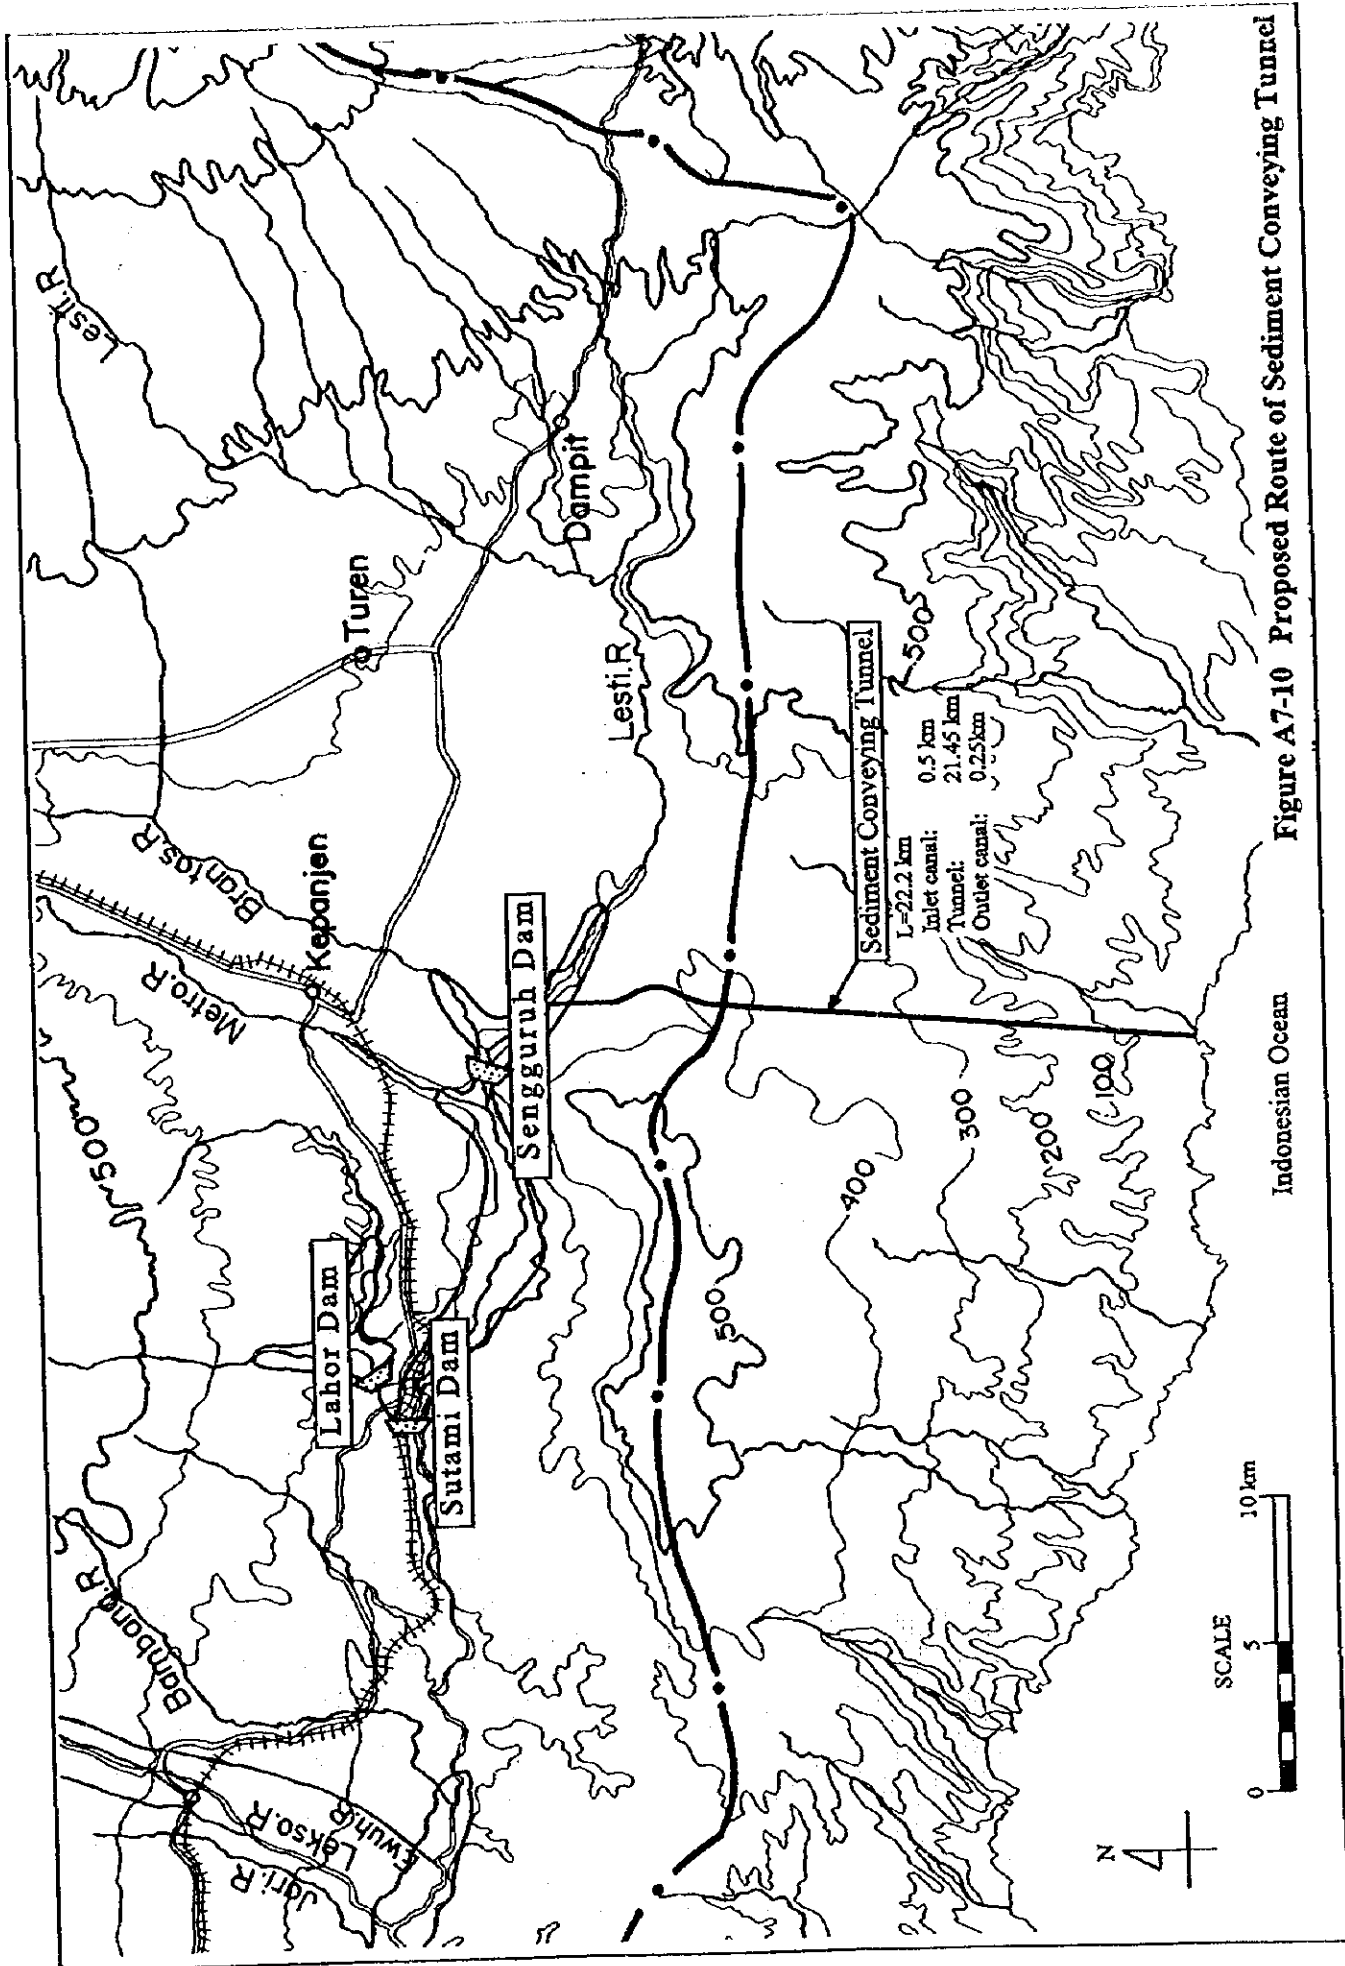 Lesti.R
Brantas.R
Metro.R
500
Bambang.R
Jari.R
Lekso.R
Ewuh.R
Turen
Kepanjen
Dampit
Lahor Dam
Sutami Dam
Sengguruh Dam
Lesti.R
Sediment Conveying Tunnel
L=22.2 km
Inlet canal: 0.5 km
Tunnel: 21.45 km
Outlet canal: 0.25km
500
500
400
300
200
100
Indonesian Ocean
N
SCALE
0 5 10 km
Figure A7-10 Proposed Route of Sediment Conveying Tunnel